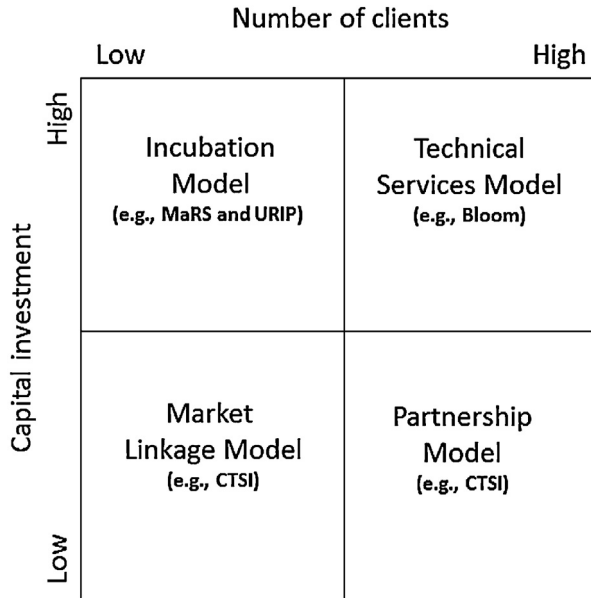 Number of clients
Low High
High
Capital investment
Low
Incubation
Model
(e.g., MaRS and URIP)
Technical
Services Model
(e.g., Bloom)
Market
Linkage Model
(e.g., CTSI)
Partnership
Model
(e.g., CTSI)